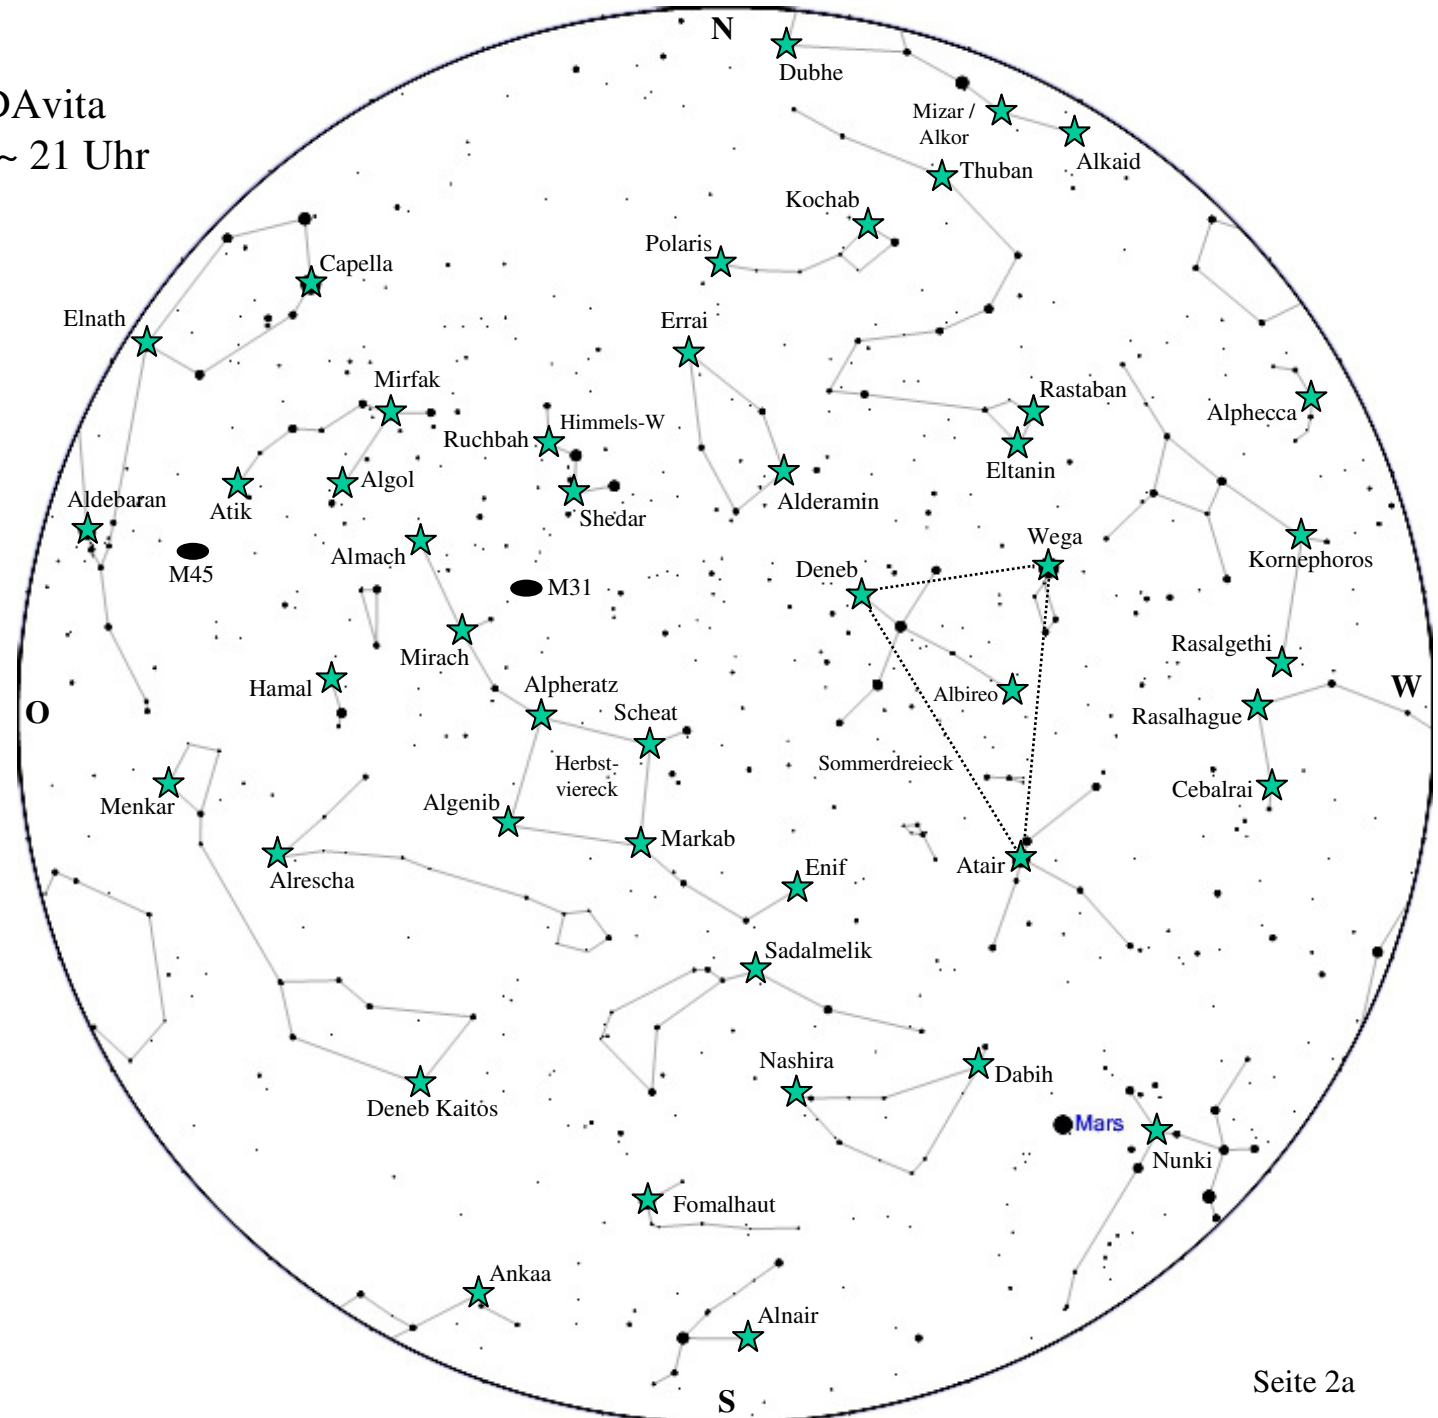 N
Dubhe
DAvita
~ 21 Uhr
Mizar /
Alkor
Alkaid
Thuban
Kochab
Polaris
Capella
Elnath
Errai
Mirfak
Rastaban
Himmels-W
Alphecca
Ruchbah
Eltanin
Algol
Alderamin
Aldebaran
Atik
Shedar
Wega
Almach
Kornephoros
Deneb
M45
M31
Rasalgethi
Mirach
Hamal
Alpheratz
Albireo
W
O
Scheat
Rasalhague
Herbst-
viereck
Sommerdreieck
Cebalrai
Menkar
Algenib
Markab
Atair
Enif
Alrescha
Sadalmelik
Nashira
Dabih
Deneb Kaitos
Mars
Nunki
Fomalhaut
Ankaa
Alnair
Seite 2a
S